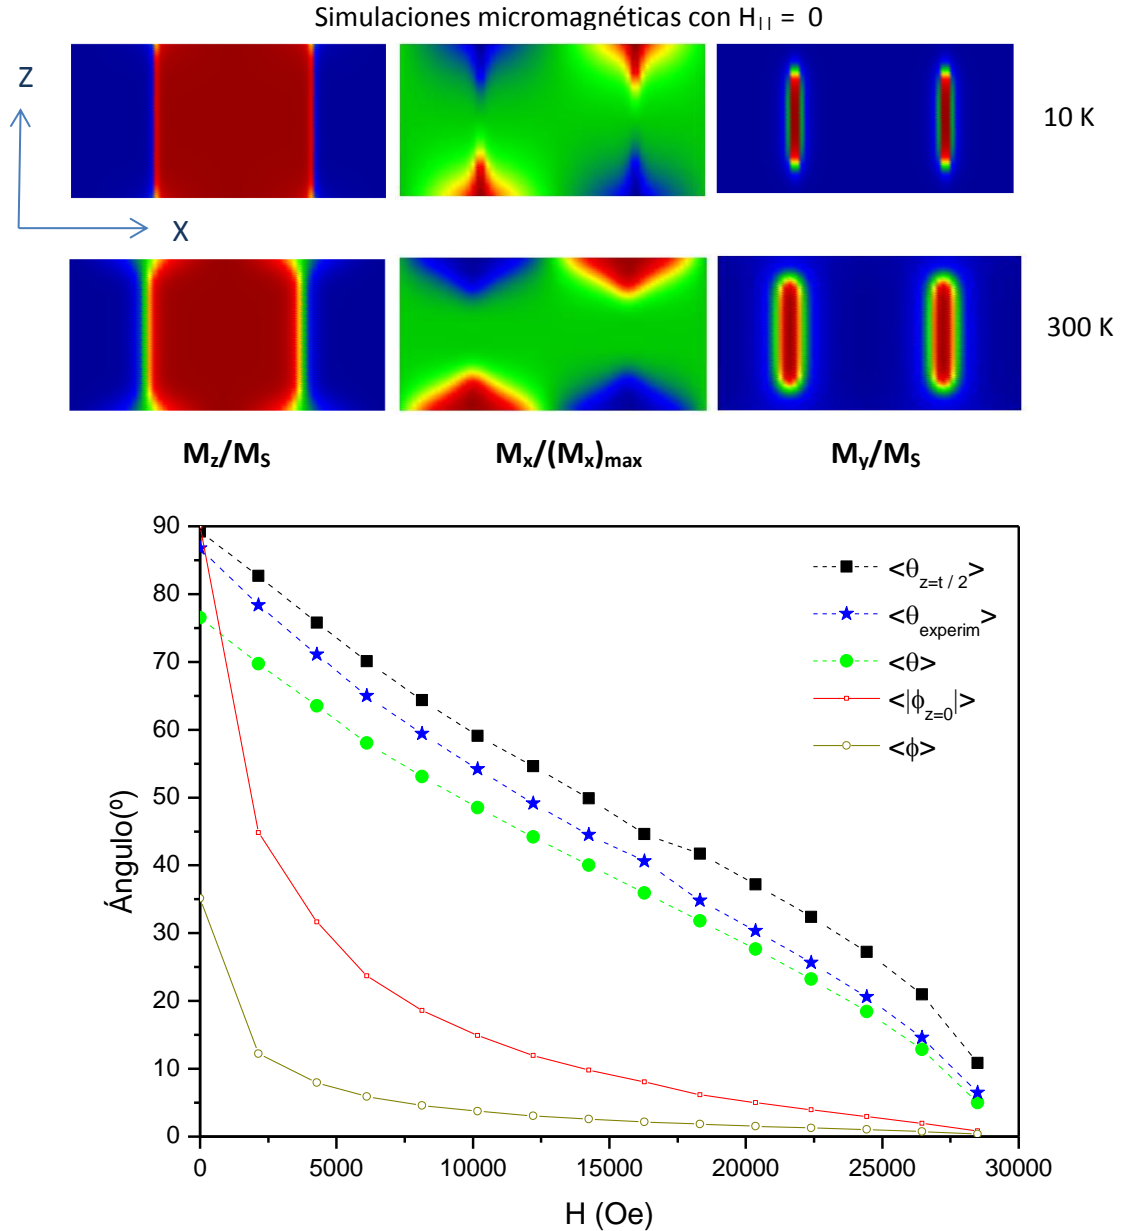 Simulaciones micromagnéticas con H|| = 0
Z
10 K
X
300 K
Mz/MS
Mx/(Mx)max
My/MS
90
80
70
60
50
40
30
20
10
0
Ángulo(º)
<θz=t / 2>
<θexperim>
<θ>
<|ϕz=0|>
<ϕ>
0
5000
10000
15000
20000
25000
30000
H (Oe)